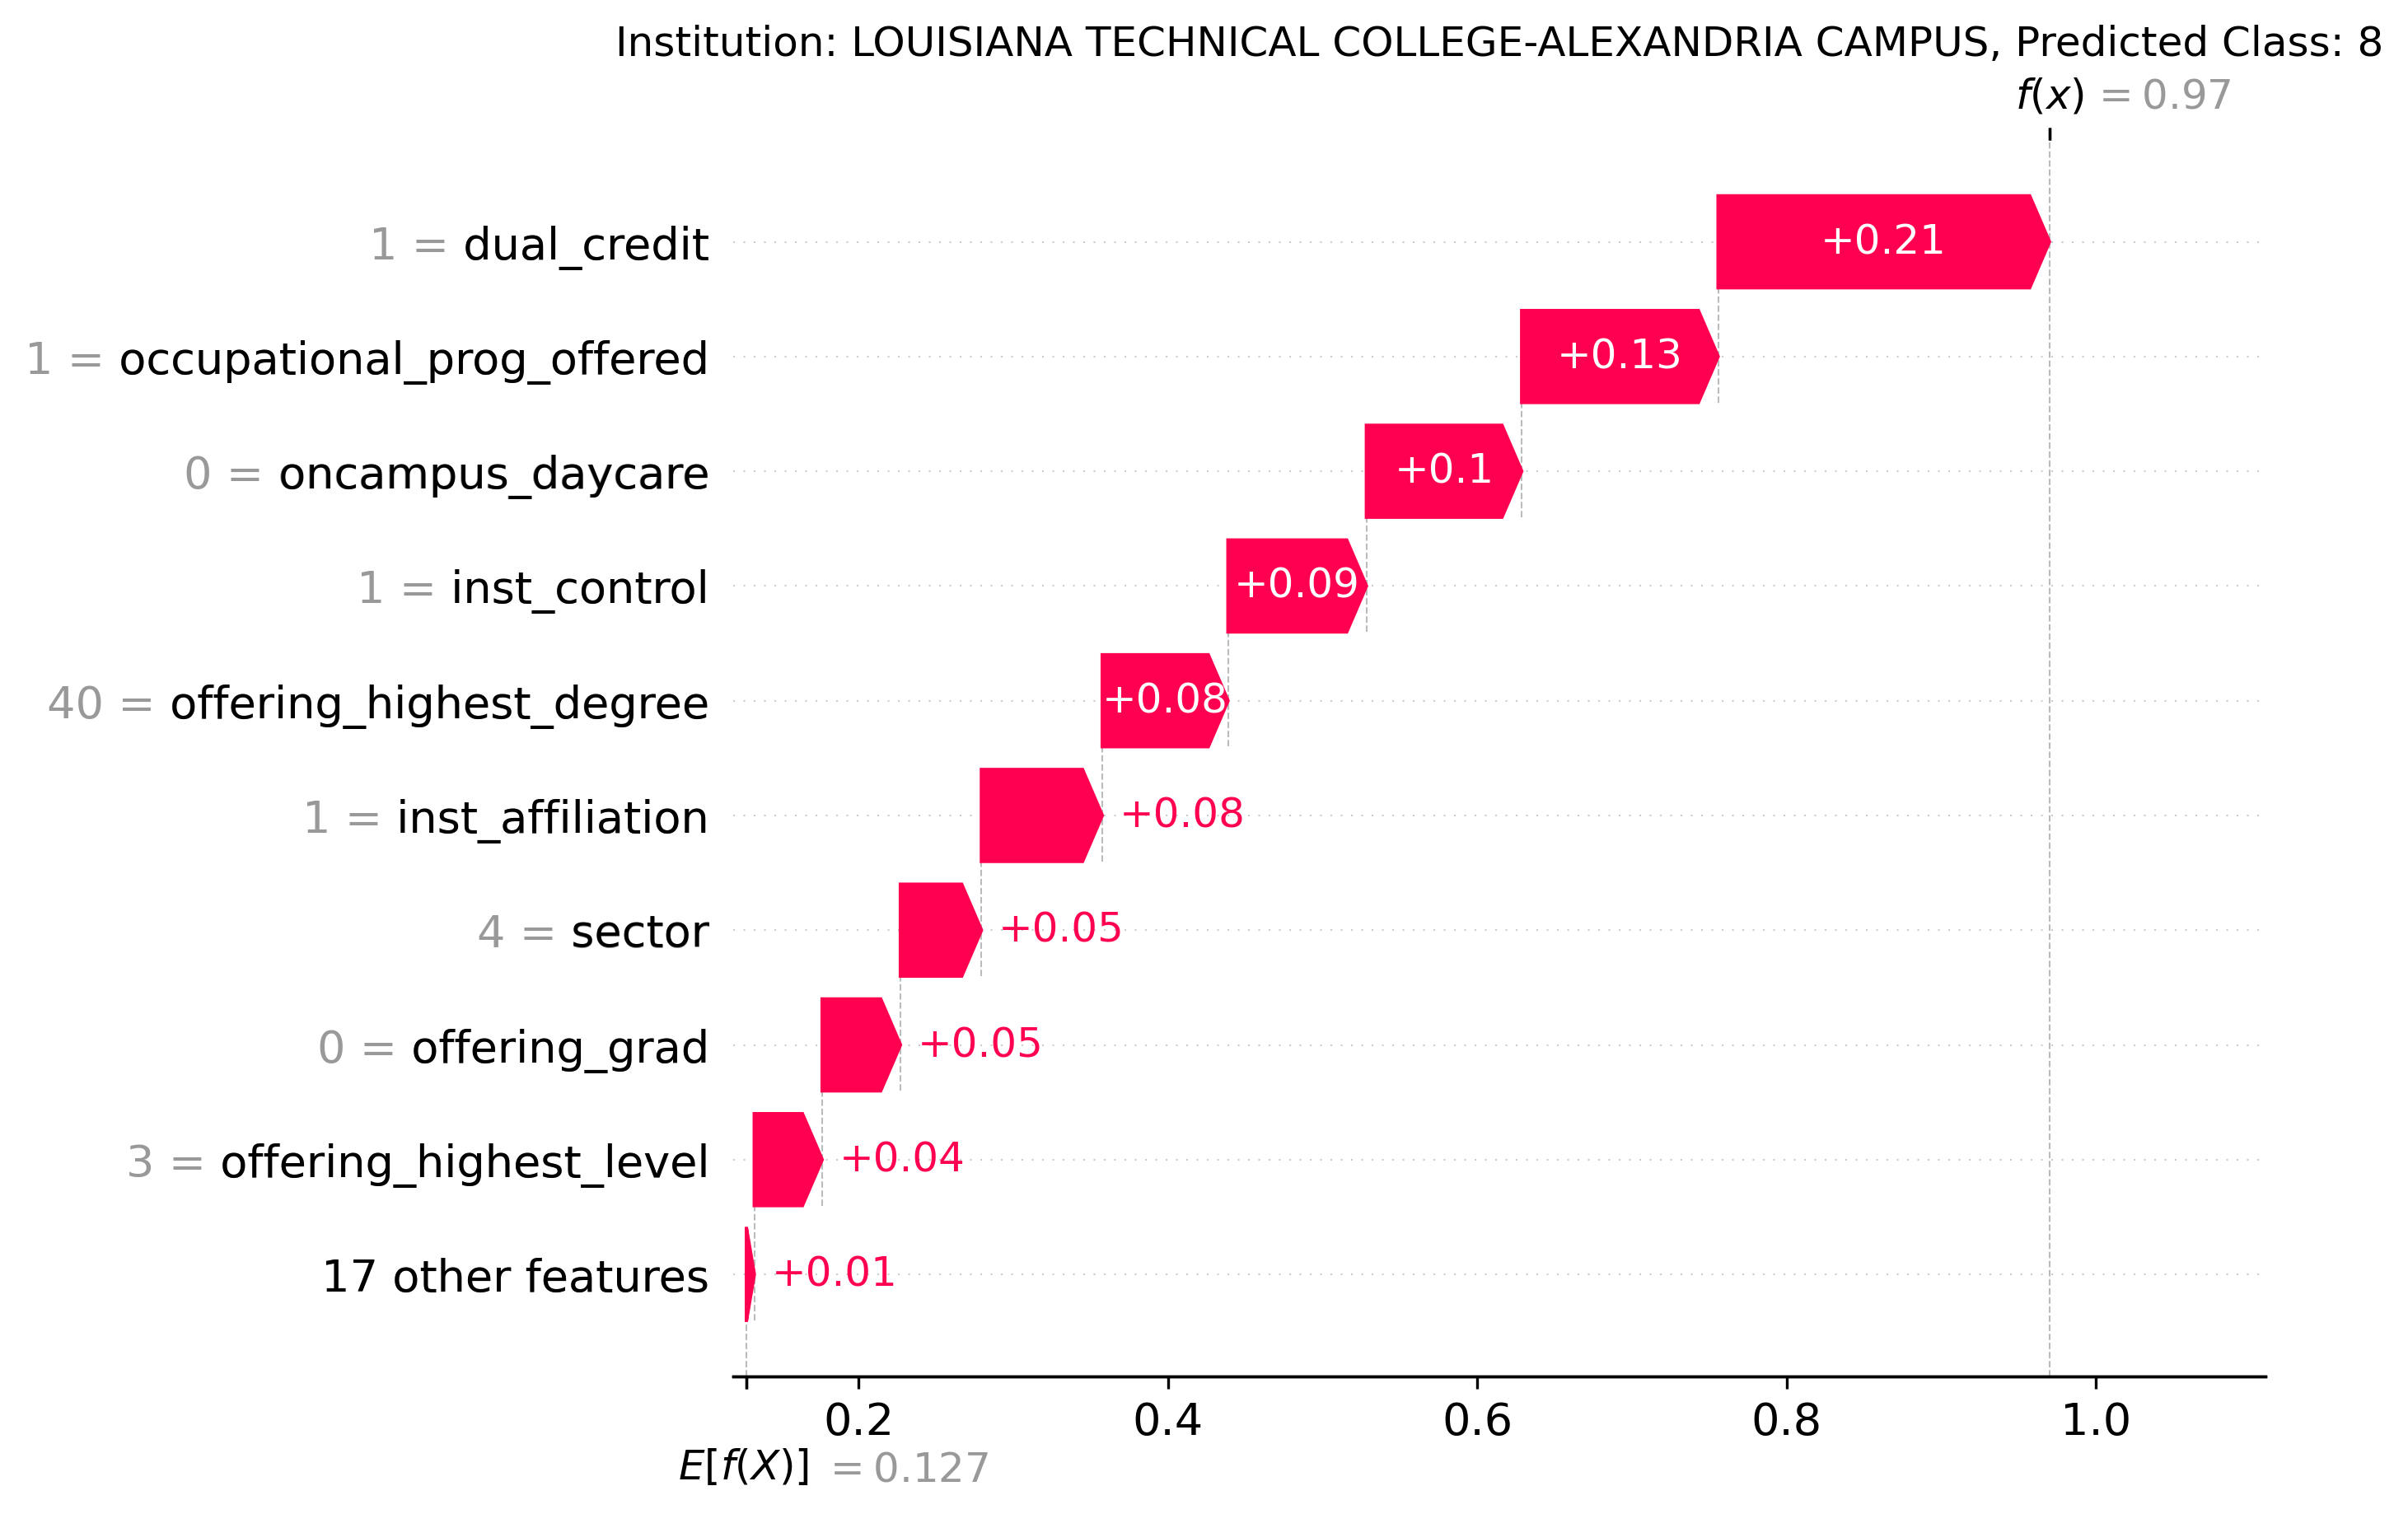 Institution: LOUISIANA TECHNICAL COLLEGE-ALEXANDRIA CAMPUS, Predicted Class: 8
f(x) = 0.97
1 = dual_credit +0.21
1 = occupational_prog_offered +0.13
0 = oncampus_daycare +0.1
1 = inst_control +0.09
40 = offering_highest_degree +0.08
1 = inst_affiliation +0.08
4 = sector +0.05
0 = offering_grad +0.05
3 = offering_highest_level +0.04
17 other features +0.01
0.2 0.4 0.6 0.8 1.0
E[f(X)] = 0.127